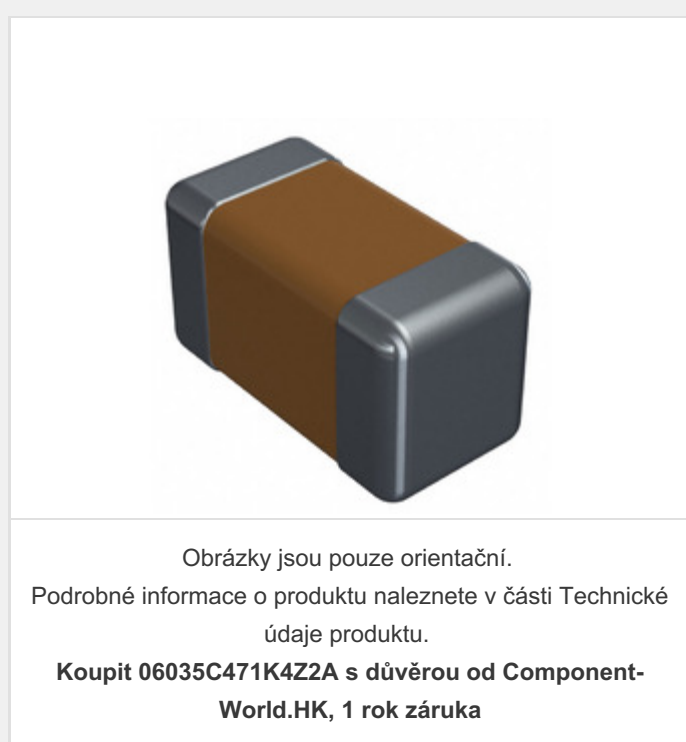 Obrázky jsou pouze orientační.
Podrobné informace o produktu naleznete v části Technické
údaje produktu.
Koupit 06035C471K4Z2A s důvěrou od Component-
World.HK, 1 rok záruka